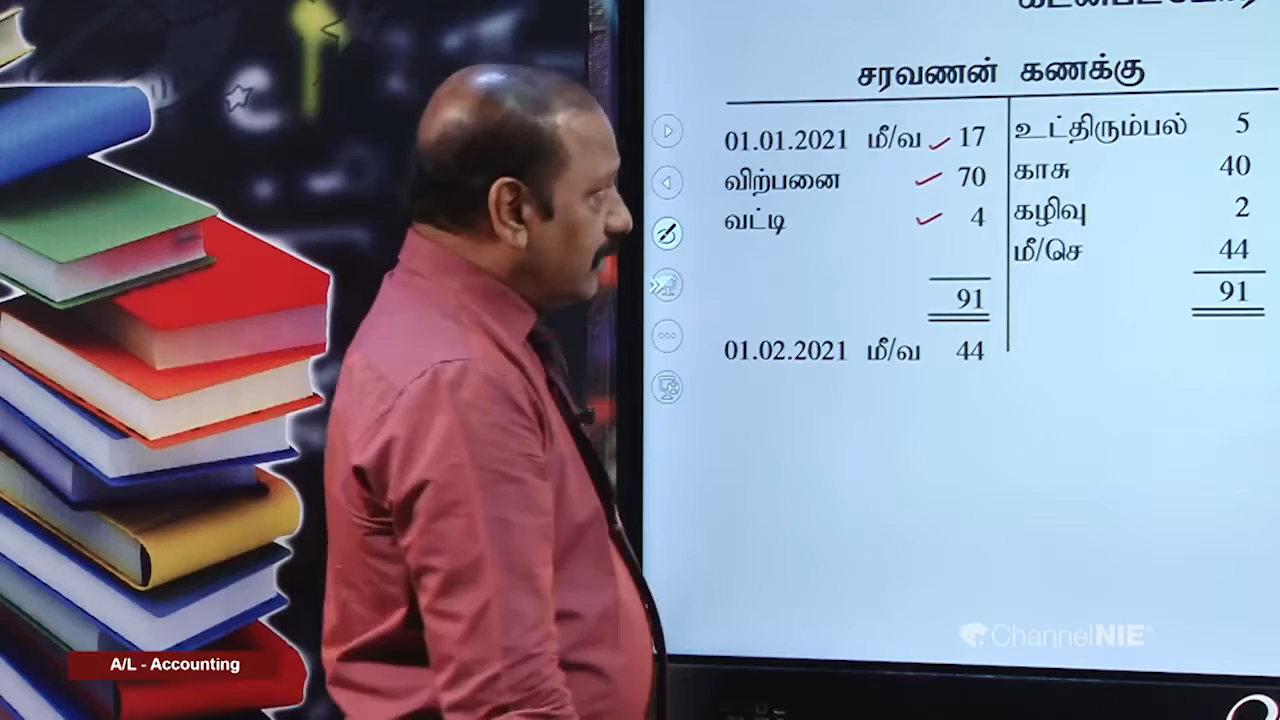 சரவணன் கணக்கு
01.01.2021 மீ/வ 17 உட்திரும்பல் 5
விற்பனை 70 காசு 40
வட்டி 4 கழிவு 2
மீ/செ 44
91 91
01.02.2021 மீ/வ 44
ChannelNIE
A/L - Accounting